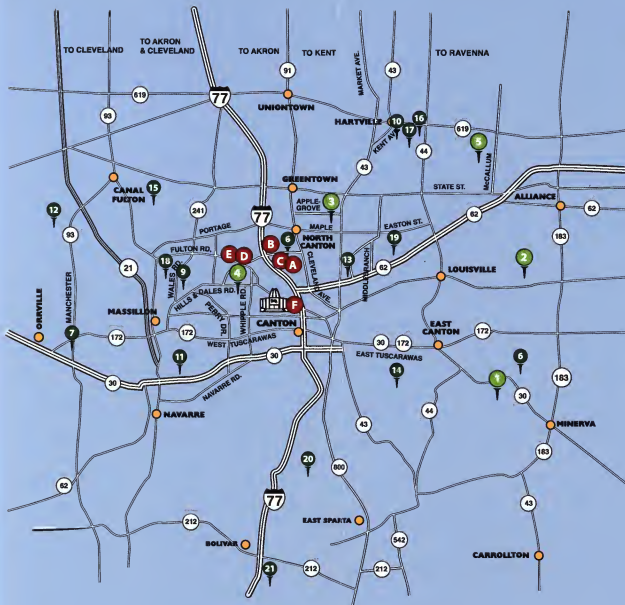 TO CLEVELAND
TO AKRON
& CLEVELAND
TO AKRON
TO KENT
MARKET AVE.
43
TO RAVENNA
91
619
77
UNIONTOWN
93
HARTVILLE
10
16
17
KENT AVE.
619
5
44
McCALLUM
43
GREENTOWN
STATE ST.
CANAL
FULTON
15
APPLE-
GROVE
3
62
ALLIANCE
62
12
241
77
MAPLE
93
PORTAGE
NORTH
CANTON
EASTON ST.
183
FULTON RD.
E
D
B
6
C
A
19
21
18
9
4
CLEVELAND AVE.
13
MIDDLEBRANCH
62
2
LOUISVILLE
MANCHESTER
WALES RD.
HILLS & DALES RD.
PERRY DR.
WHIPPLE RD.
ORRVILLE
MASSILLON
F
7
172
172
CANTON
30
172
EAST
CANTON
172
WEST TUSCARAWAS
11
30
EAST TUSCARAWAS
6
14
1
30
183
30
NAVARRE RD.
NAVARRE
43
44
MINERVA
183
20
62
800
77
43
212
EAST SPARTA
542
BOLIVAR
212
212
CARROLLTON
21